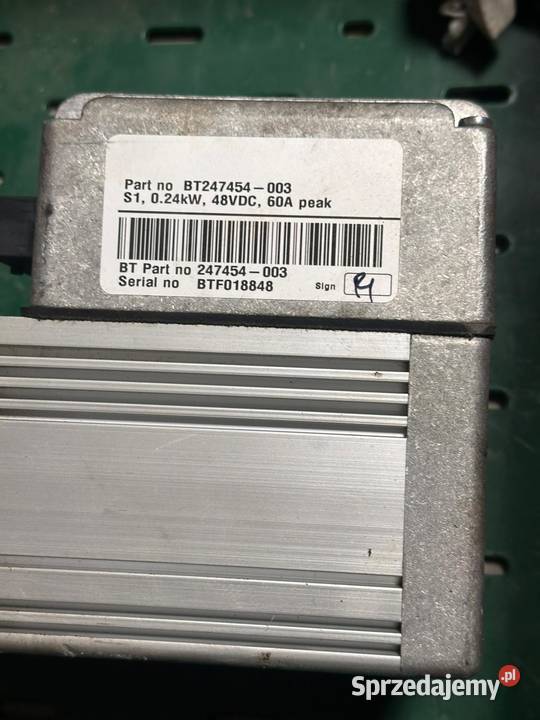 Part no BT247454-003
S1, 0.24kW, 48VDC, 60A peak
BT Part no 247454-003
Serial no BTF018848 Sign
Sprzedajemy.pl